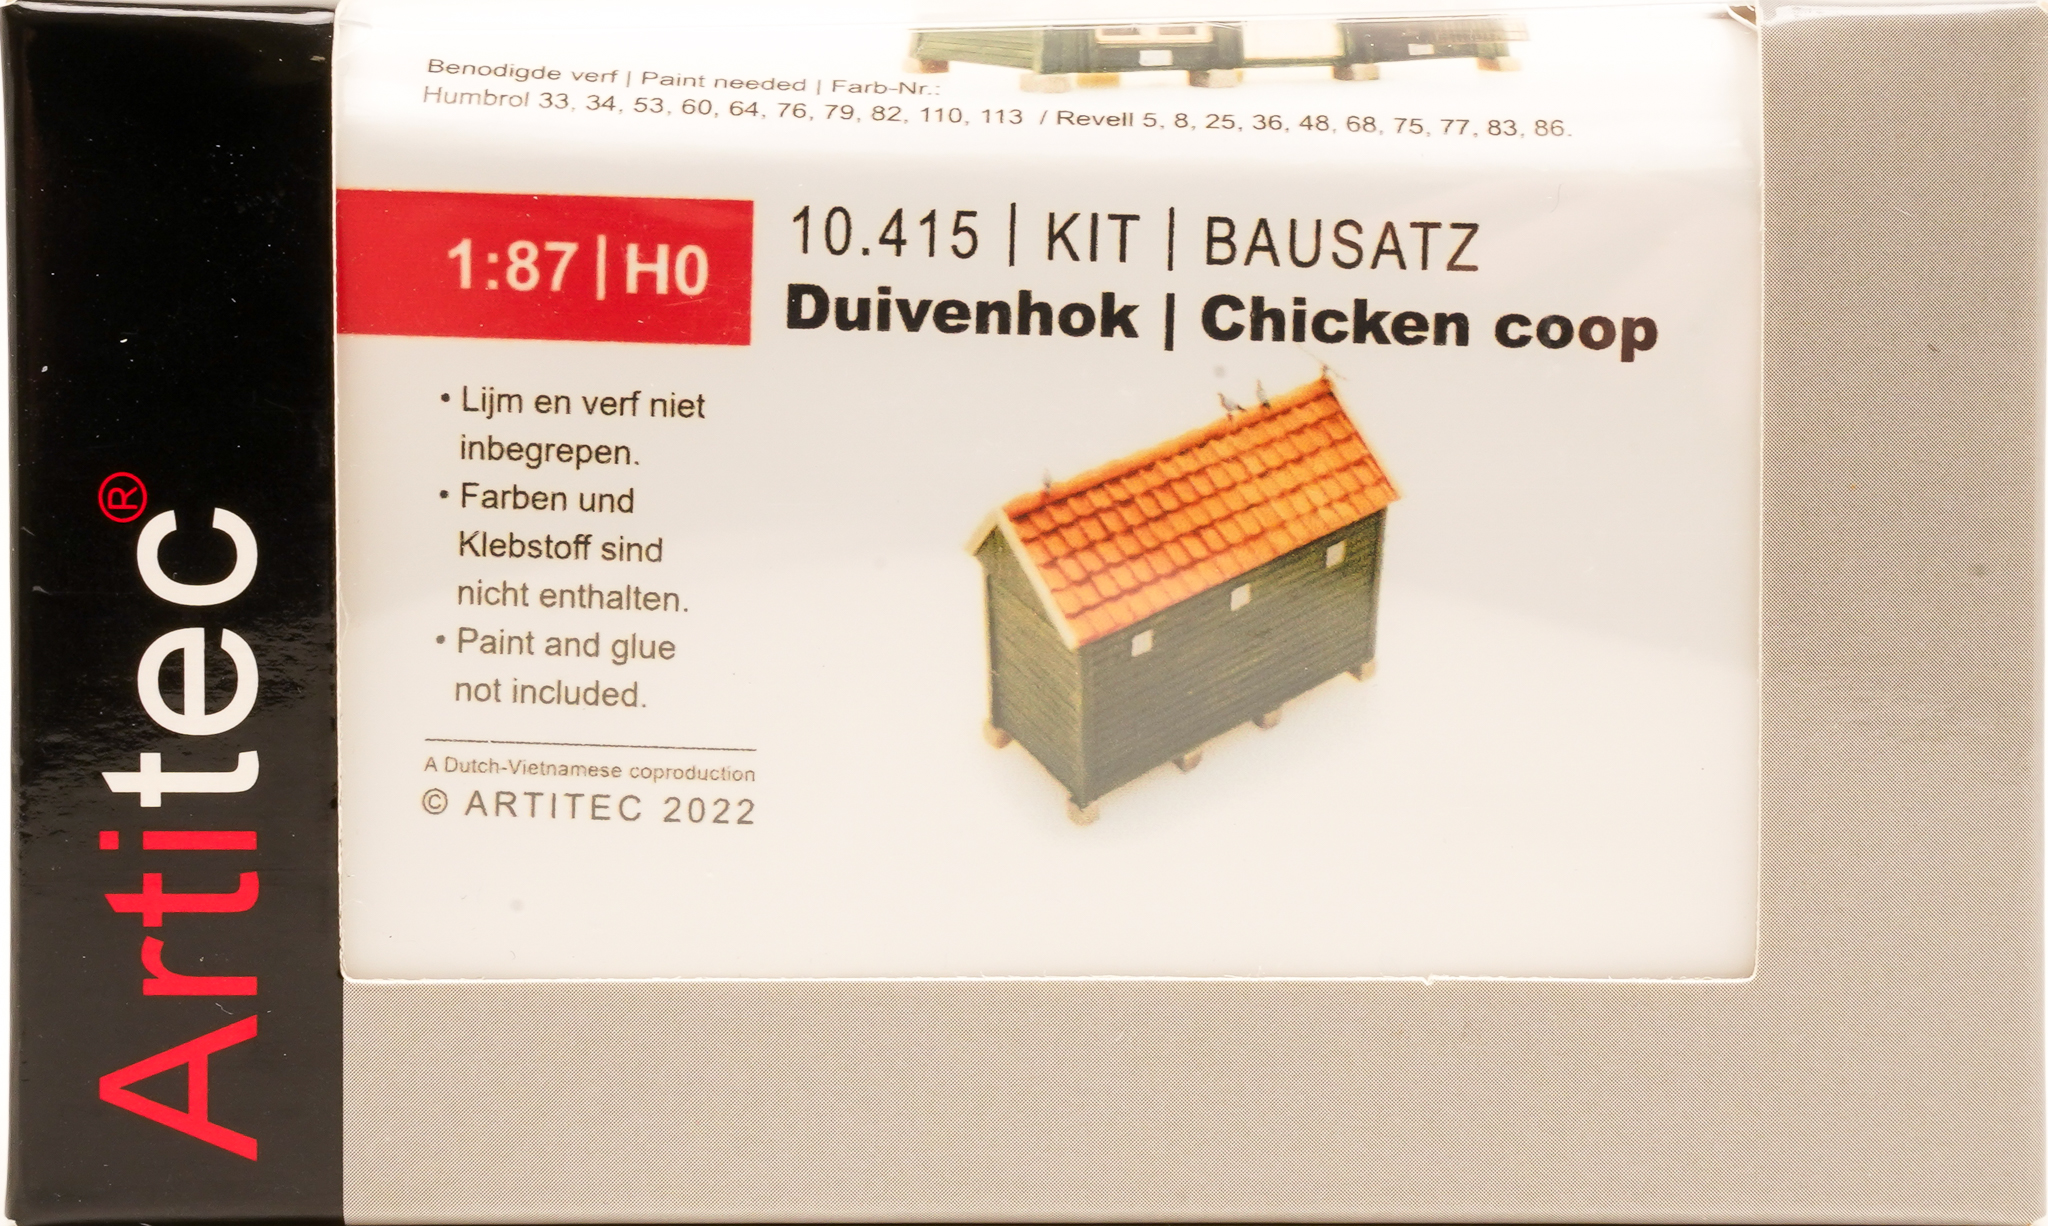 Artitec®
Benodigde verf | Paint needed | Farb-Nr.:
Humbrol 33, 34, 53, 60, 64, 76, 79, 82, 110, 113 / Revell 5, 8, 25, 36, 48, 68, 75, 77, 83, 86.
1:87 | H0
10.415 | KIT | BAUSATZ
Duivenhok | Chicken coop
• Lijm en verf niet
inbegrepen.
• Farben und
Klebstoff sind
nicht enthalten.
• Paint and glue
not included.
A Dutch-Vietnamese coproduction
© ARTITEC 2022